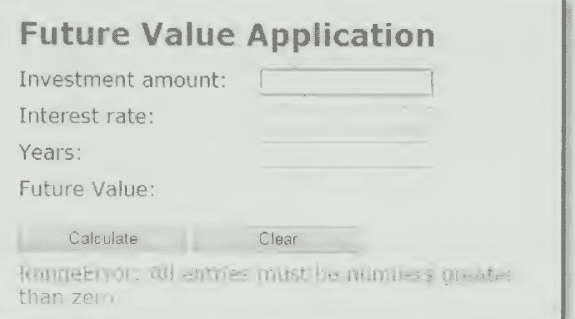 Future Value Application
Investment amount:
Interest rate:
Years:
Future Value:
Calculate Clear
RangeError: All entries must be numbers greater
than zero